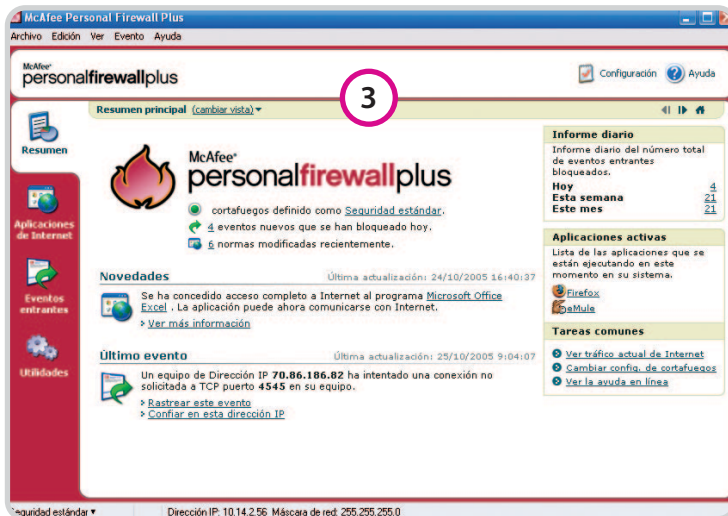 McAfee Personal Firewall Plus
Archivo Edición Ver Evento Ayuda
McAfee®
personalfirewallplus
Configuración
Ayuda
3
Resumen principal (cambiar vista)
Resumen
Aplicaciones
de Internet
Eventos
entrantes
Utilidades
McAfee®
personalfirewallplus
cortafuegos definido como Seguridad estándar.
4 eventos nuevos que se han bloqueado hoy.
6 normas modificadas recientemente.
Novedades
Última actualización: 24/10/2005 16:40:37
Se ha concedido acceso completo a Internet al programa Microsoft Office
Excel . La aplicación puede ahora comunicarse con Internet.
Ver más información
Último evento
Última actualización: 25/10/2005 9:04:07
Un equipo de Dirección IP 70.86.186.82 ha intentado una conexión no
solicitada a TCP puerto 4545 en su equipo.
Rastrear este evento
Confiar en esta dirección IP
Informe diario
Informe diario del número total
de eventos entrantes
bloqueados.
Hoy 4
Esta semana 21
Este mes 21
Aplicaciones activas
Lista de las aplicaciones que se
están ejecutando en este
momento en su sistema.
Firefox
eMule
Tareas comunes
Ver tráfico actual de Internet
Cambiar config. de cortafuegos
Ver la ayuda en línea
eguridad estándar
Dirección IP: 10.14.2.56 Máscara de red: 255.255.255.0